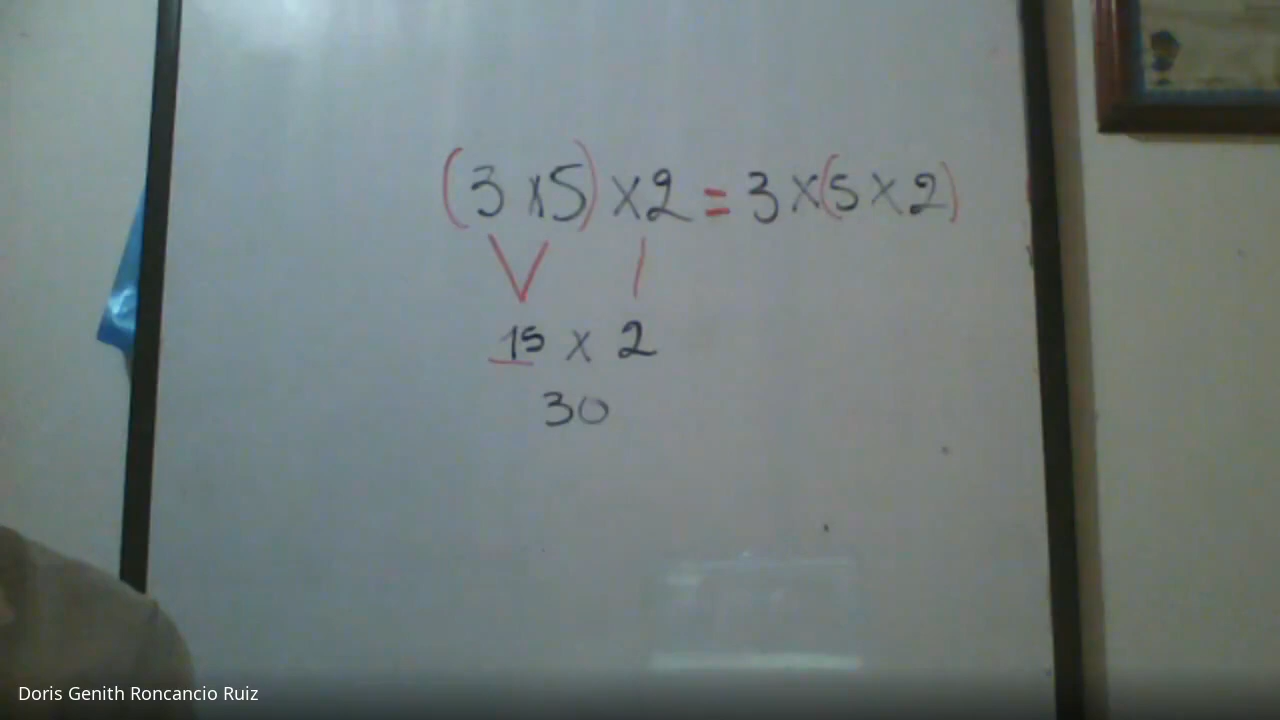 (3 x 5) x 2 = 3 x (5 x 2)
15 x 2
30
Doris Genith Roncancio Ruiz